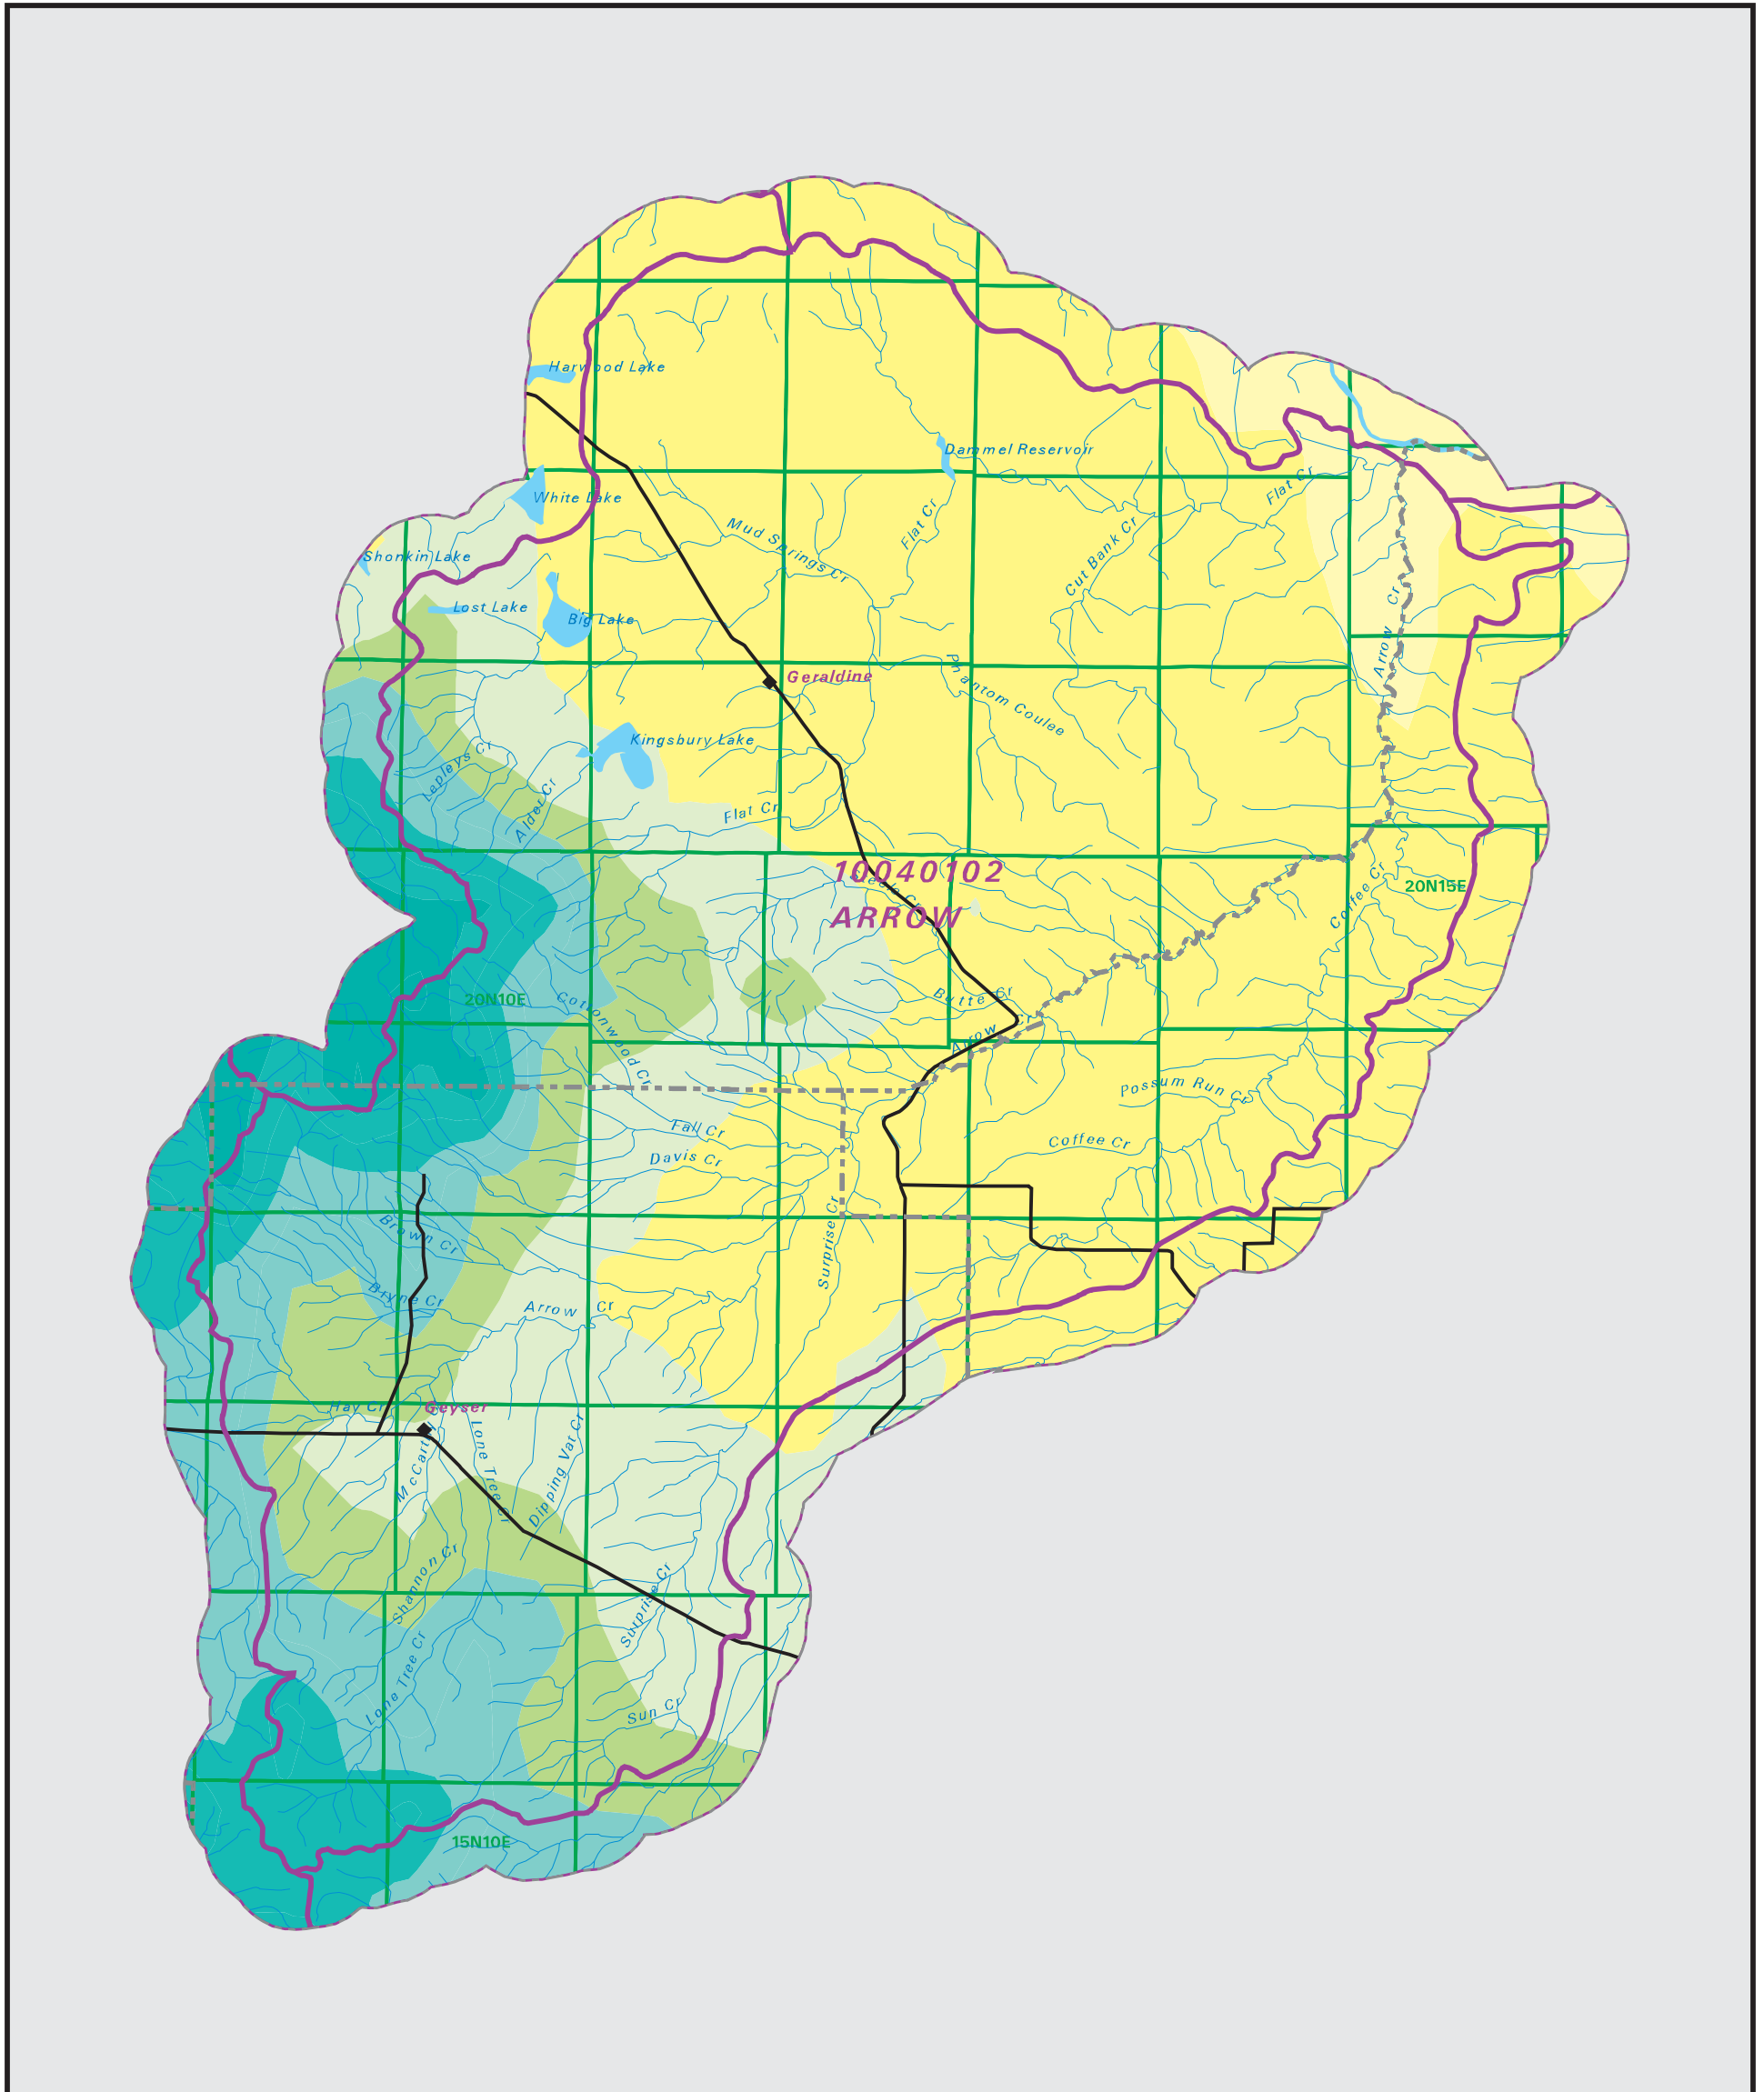 Harwood Lake
Dammel Reservoir
Flat Cr
White Lake
Flat Cr
Mud Springs Cr
Cut Bank Cr
Shonkin Lake
Lost Lake
Big Lake
Arrow Cr
Geraldine
Phantom Coulee
Kingsbury Lake
Lepleys Cr
Alder Cr
Flat Cr
10040102
ARROW
20N15E
Coffee Cr
20N10E
Cottonwood Cr
Butte Cr
Arrow Cr
Possum Run Cr
Fall Cr
Davis Cr
Coffee Cr
Surprise Cr
Brown Cr
Bryne Cr
Arrow Cr
Hay Cr
Geyser
Lone Tree Cr
Dipping Vat Cr
Shannon Cr
Surprise Cr
Lone Tree Cr
Sun Cr
15N10E